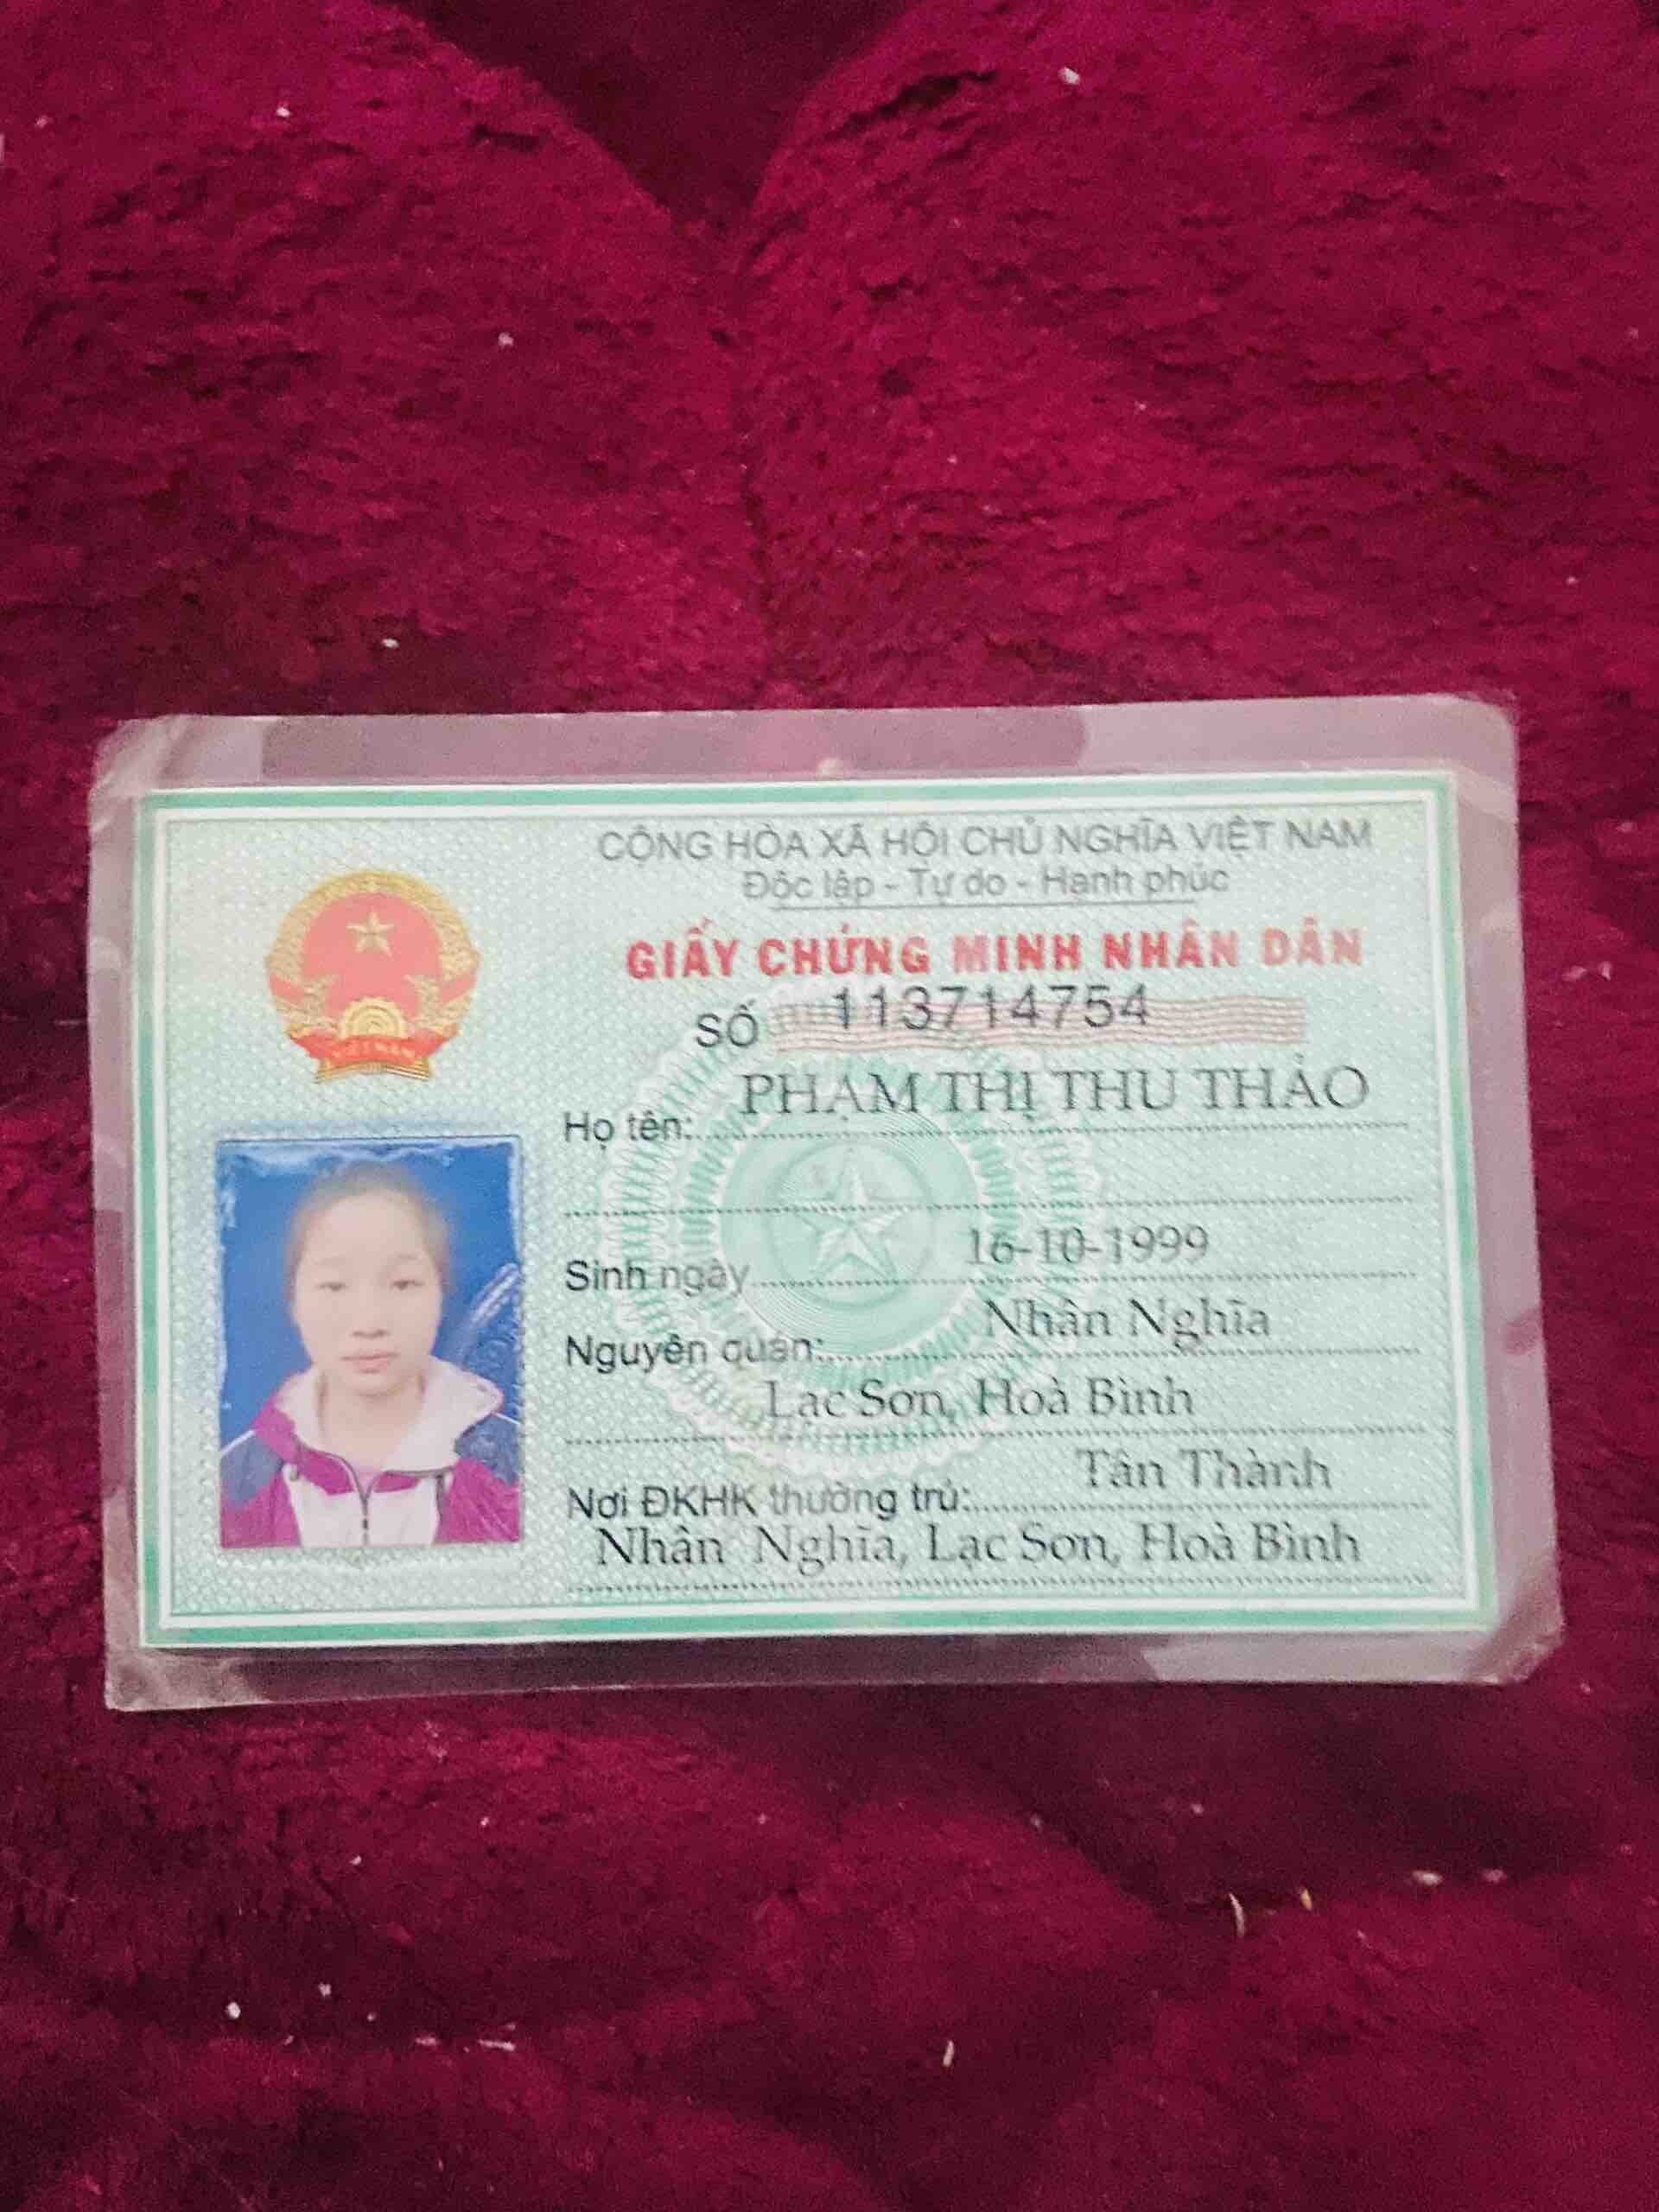 CỘNG HÒA XÃ HỘI CHỦ NGHĨA VIỆT NAM
Độc lập - Tự do - Hạnh phúc
GIẤY CHỨNG MINH NHÂN DÂN
SỐ 113714754
Họ tên: PHẠM THỊ THU THẢO
Sinh ngày 16-10-1999
Nguyên quán: Nhân Nghĩa
Lạc Sơn, Hoà Bình
Nơi ĐKHK thường trú: Tân Thành
Nhân Nghĩa, Lạc Sơn, Hoà Bình
VIỆT NAM